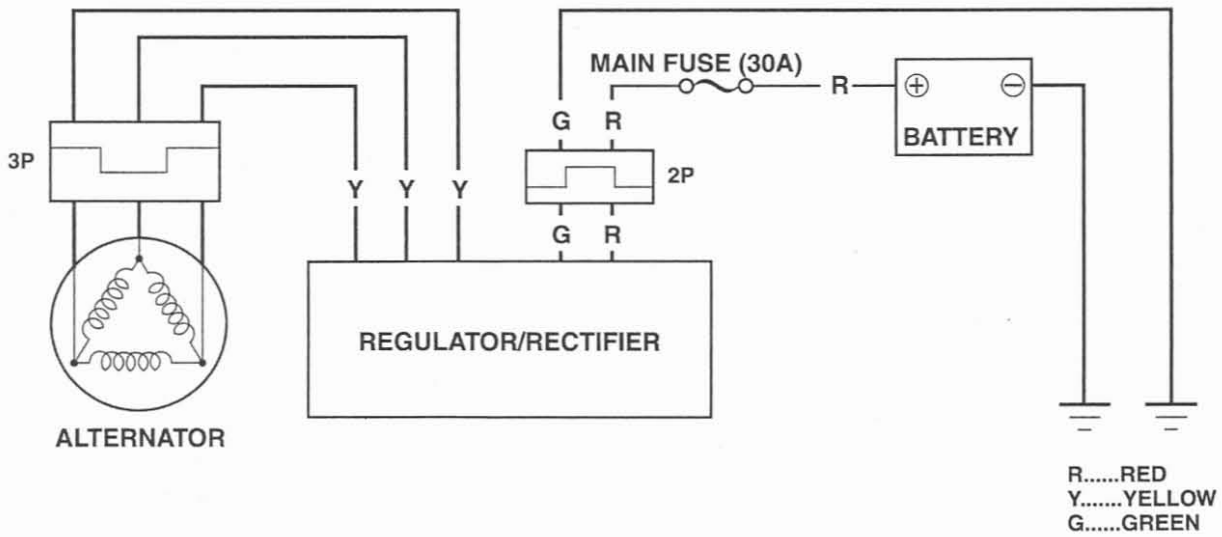 MAIN FUSE (30A)
R
⊕ ⊖
BATTERY
G R
3P
2P
Y Y Y
G R
REGULATOR/RECTIFIER
ALTERNATOR
R......RED
Y.......YELLOW
G......GREEN